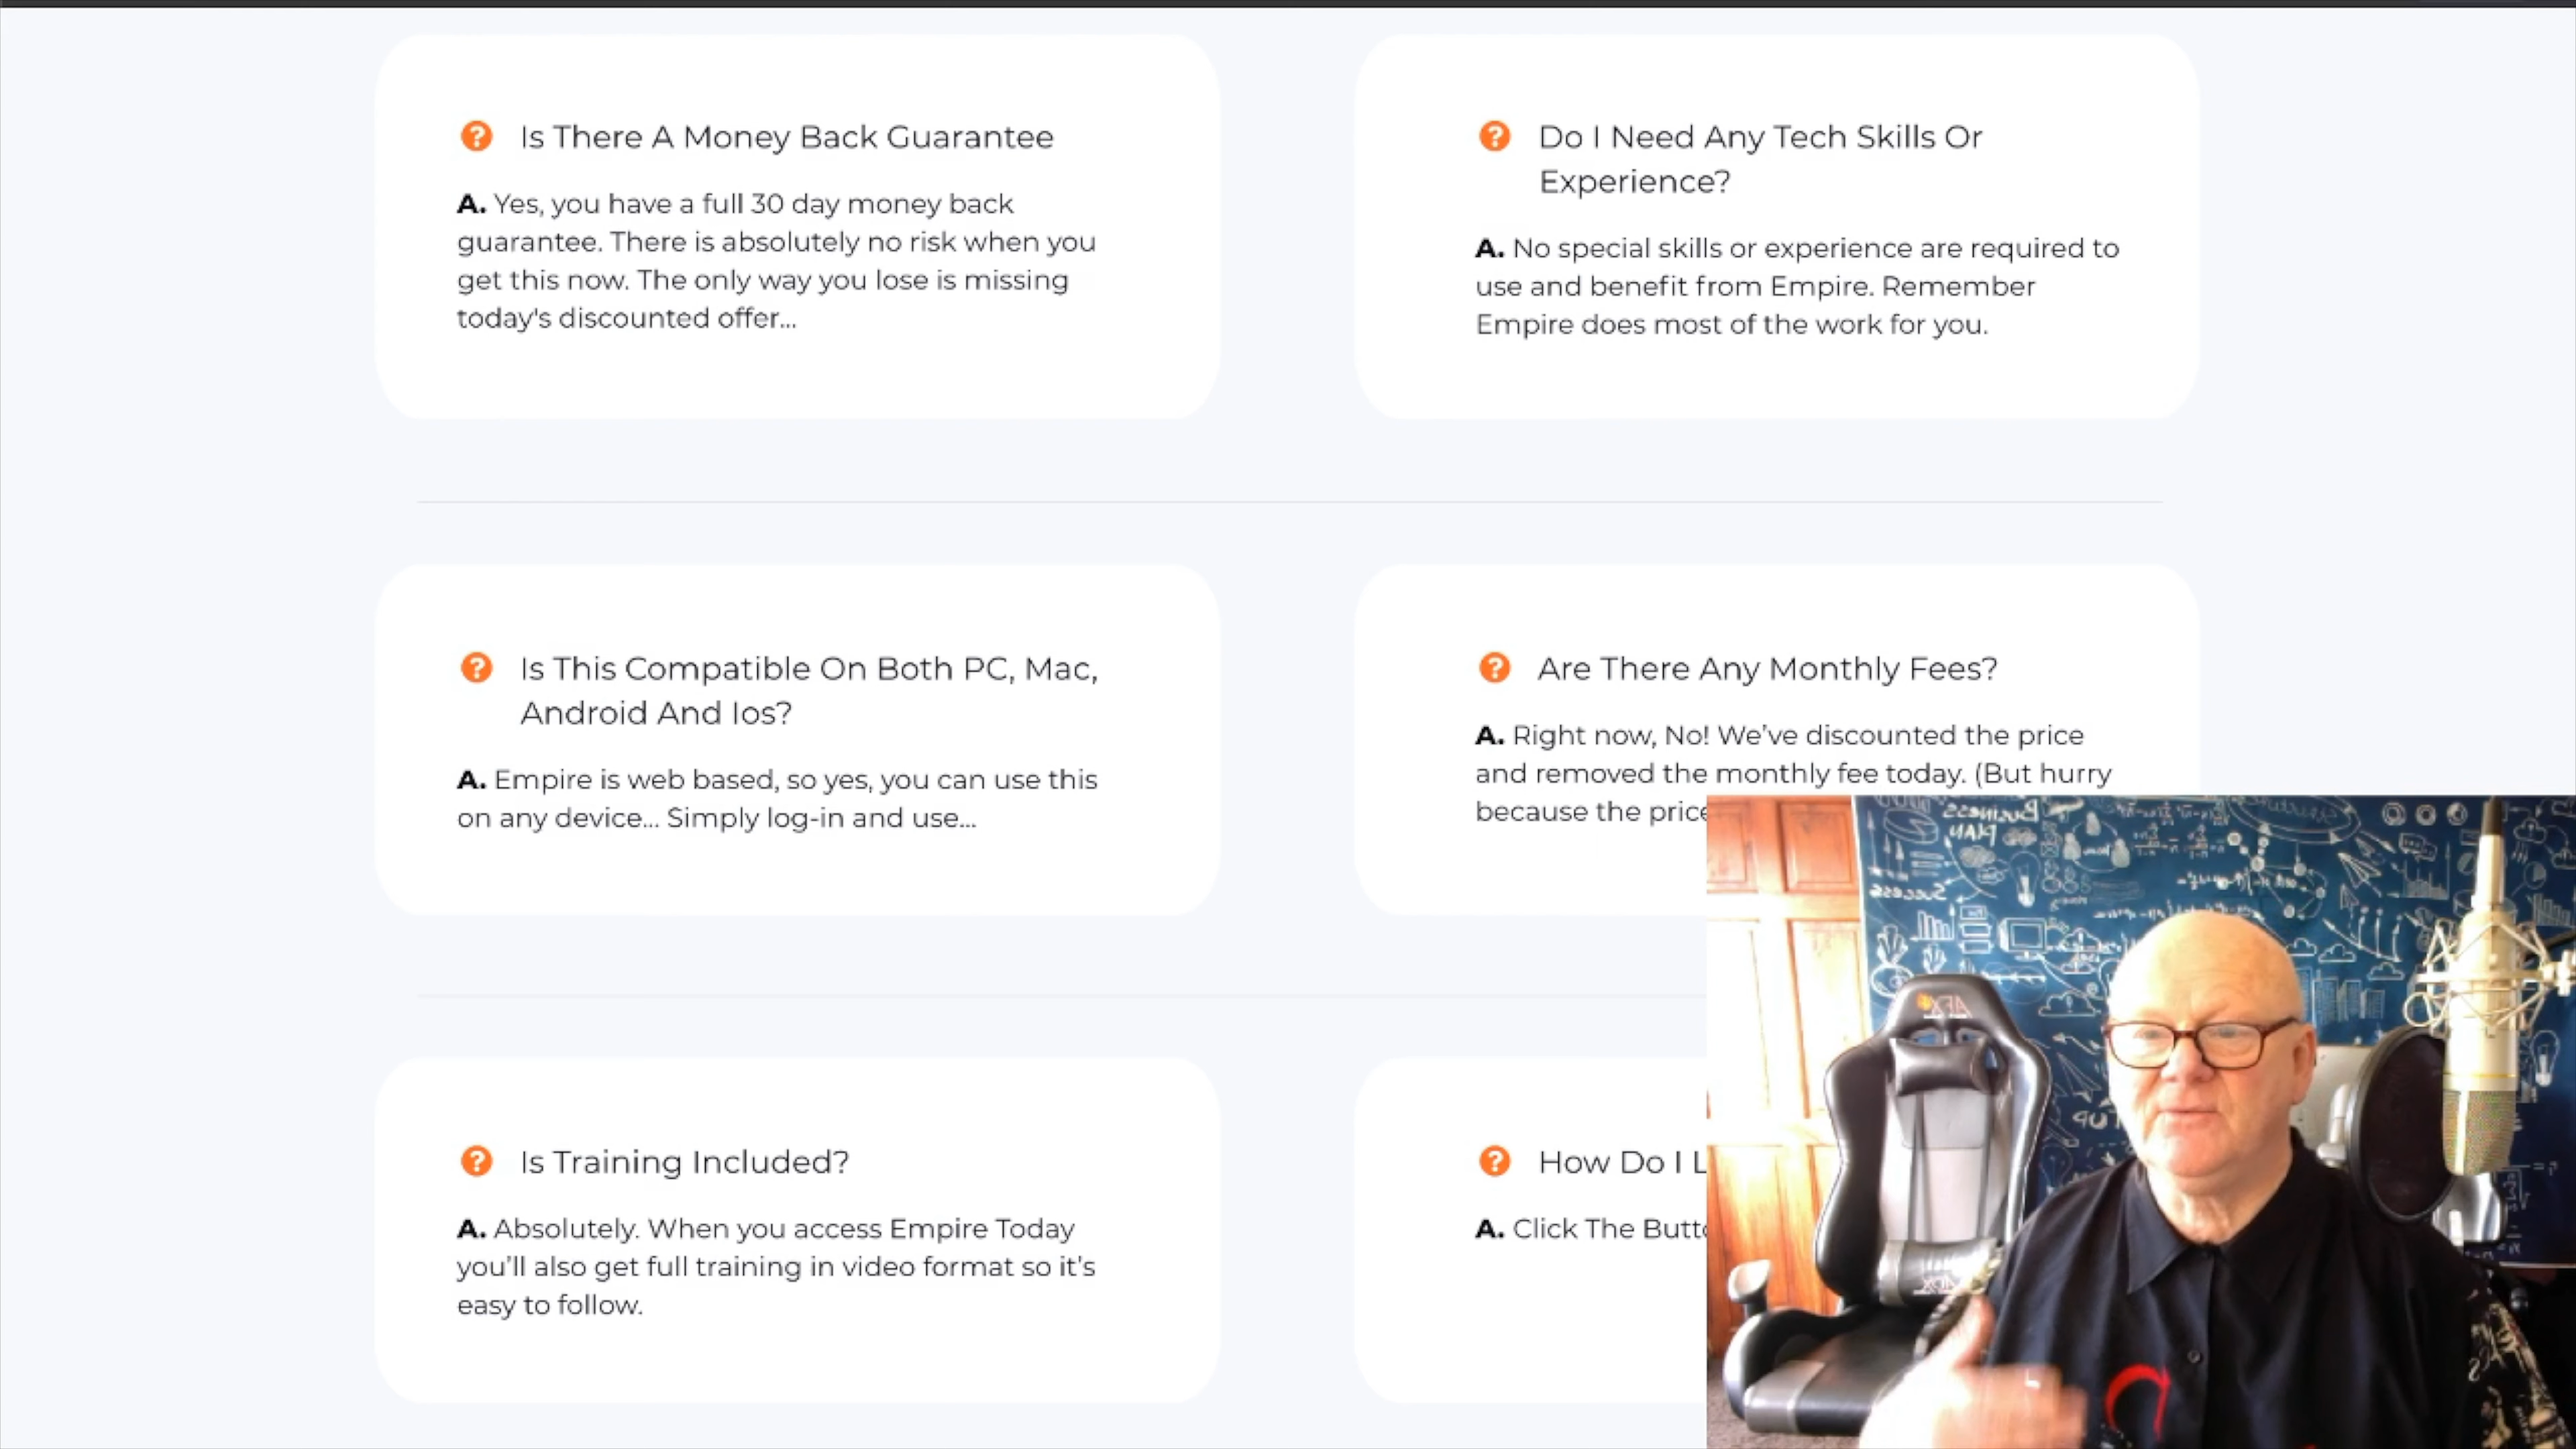 Is There A Money Back Guarantee
A. Yes, you have a full 30 day money back
guarantee. There is absolutely no risk when you
get this now. The only way you lose is missing
today's discounted offer...
Do I Need Any Tech Skills Or
Experience?
A. No special skills or experience are required to
use and benefit from Empire. Remember
Empire does most of the work for you.
Is This Compatible On Both PC, Mac,
Android And Ios?
A. Empire is web based, so yes, you can use this
on any device... Simply log-in and use...
Are There Any Monthly Fees?
A. Right now, No! We've discounted the price
and removed the monthly fee today. (But hurry
because the price
Is Training Included?
A. Absolutely. When you access Empire Today
you'll also get full training in video format so it's
easy to follow.
How Do I L
A. Click The Butt
Business
PLAN
Success